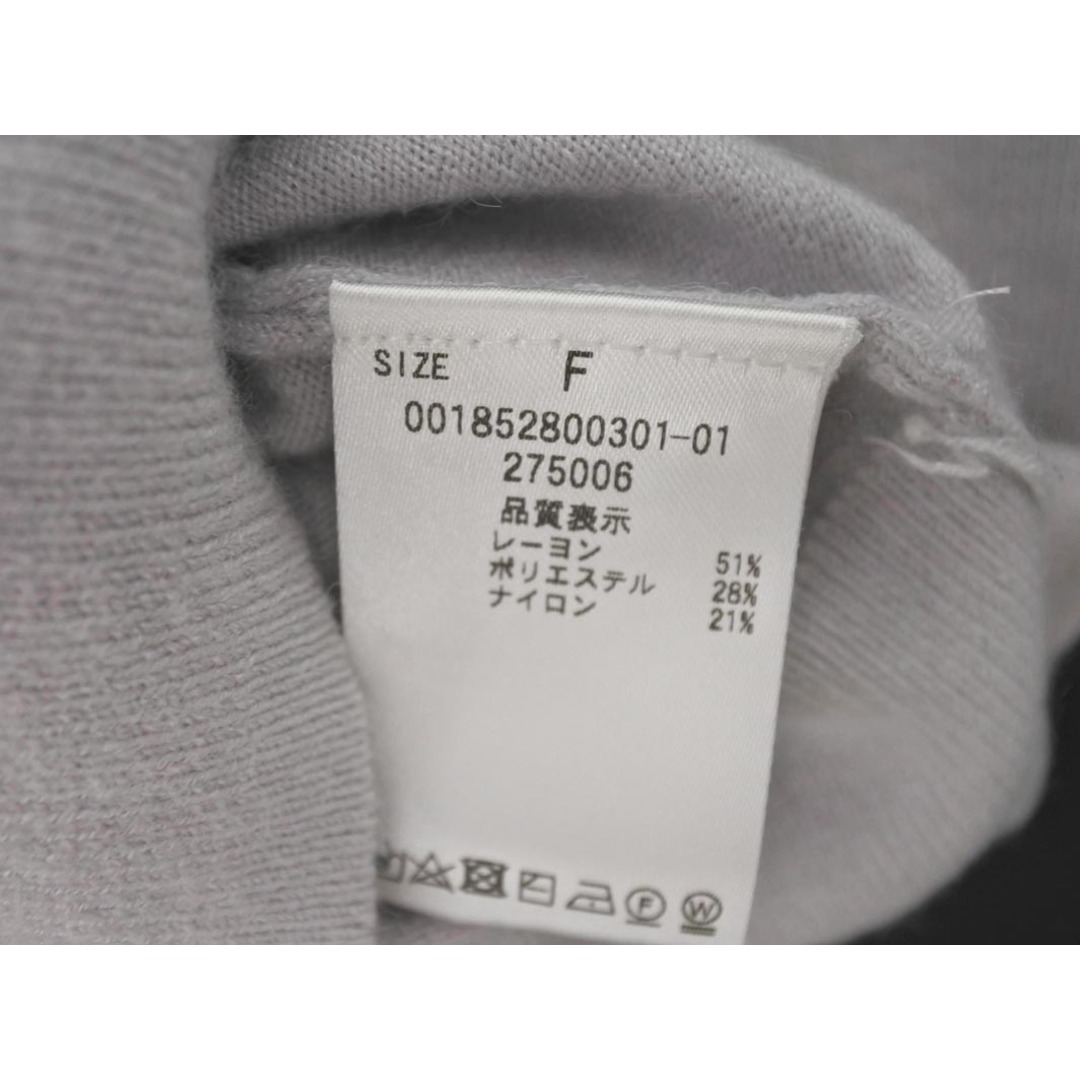 SIZE F
001852800301-01
275006
品質表示
レーヨン 51%
ポリエステル 28%
ナイロン 21%
F W